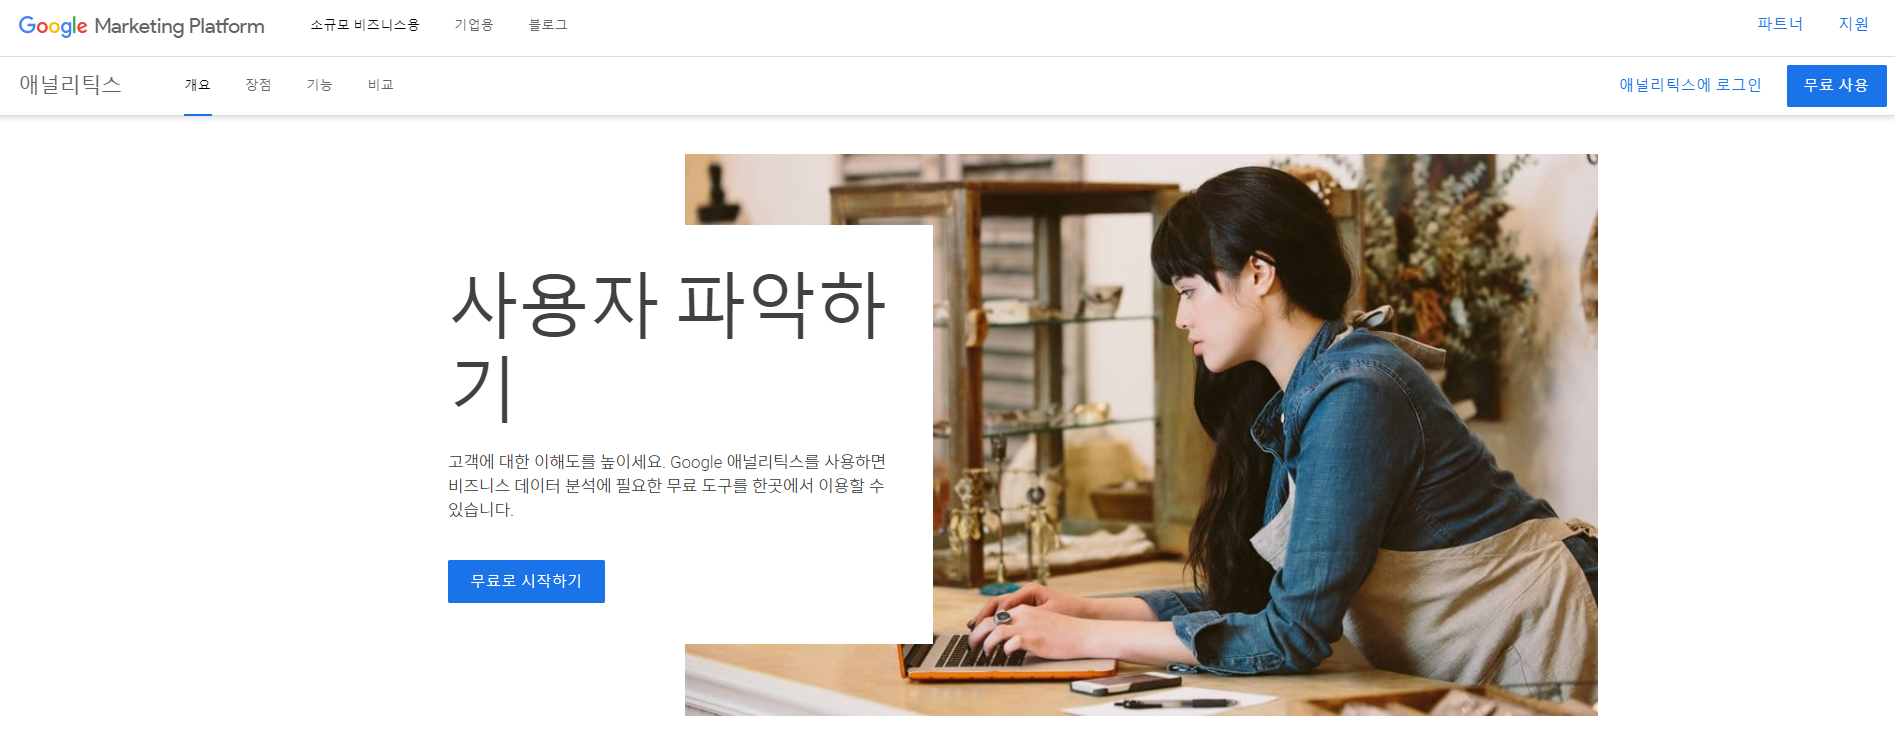 Google Marketing Platform 소규모 비즈니스용 기업용 블로그 파트너 지원
애널리틱스 개요 장점 기능 비교 애널리틱스에 로그인 무료 사용
사용자 파악하
기
고객에 대한 이해도를 높이세요. Google 애널리틱스를 사용하면
비즈니스 데이터 분석에 필요한 무료 도구를 한곳에서 이용할 수
있습니다.
무료로 시작하기